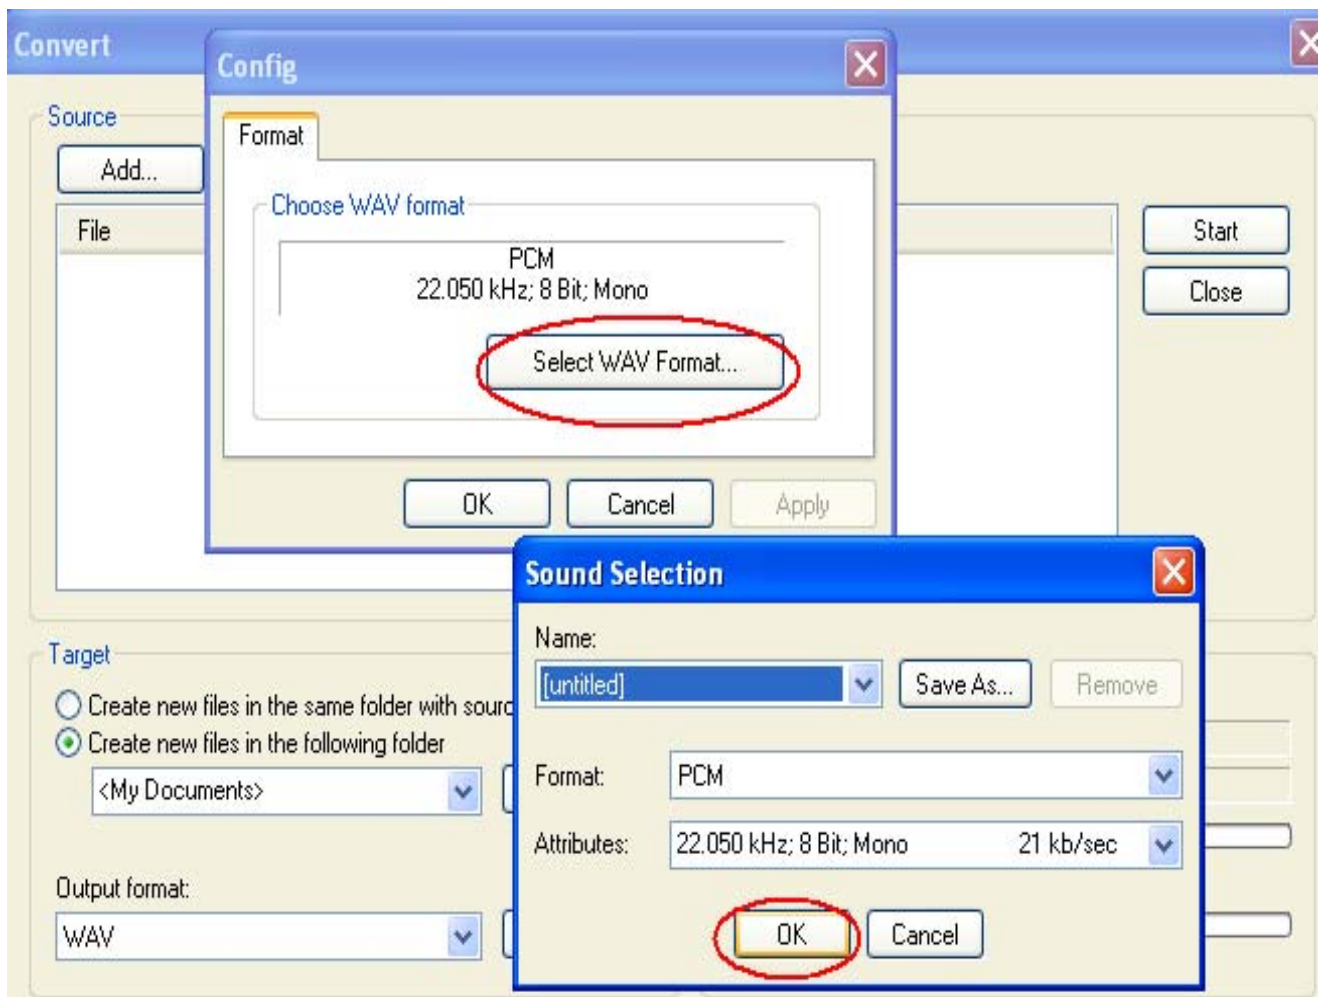 Convert
Config
Source
Add...
Format
Choose WAV format
File
PCM
22.050 kHz; 8 Bit; Mono
Select WAV Format...
Start
Close
OK
Cancel
Apply
Sound Selection
Name:
[untitled]
Save As...
Remove
Format:
PCM
Attributes:
22.050 kHz; 8 Bit; Mono 21 kb/sec
OK
Cancel
Target
Create new files in the same folder with sourc
Create new files in the following folder
<My Documents>
Output format:
WAV